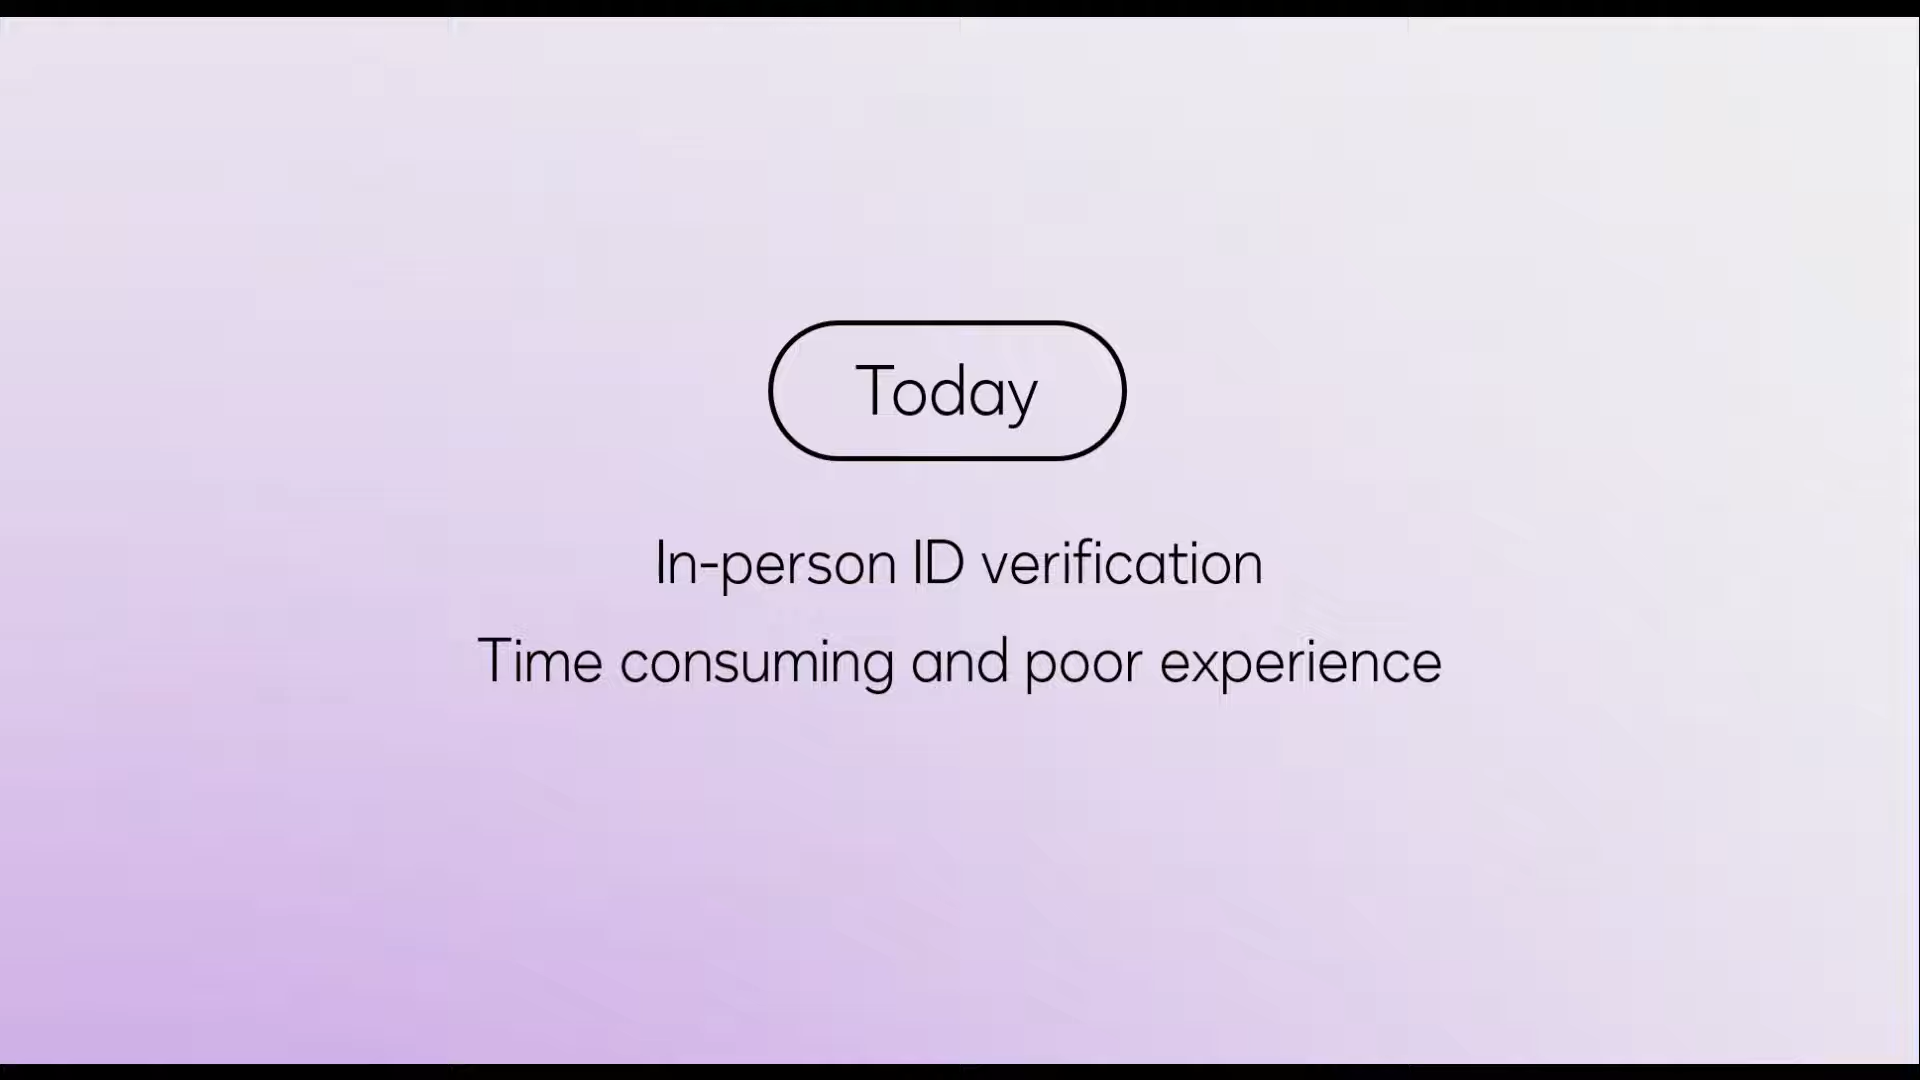 Today
In-person ID verification
Time consuming and poor experience